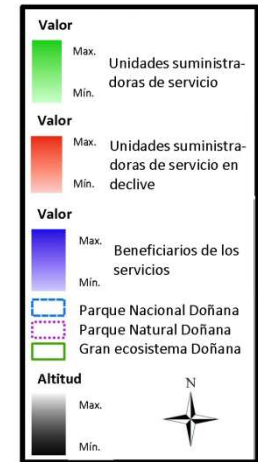 Valor
Max.
Unidades suministra-
doras de servicio
Mín.
Valor
Max.
Unidades suministra-
doras de servicio en
declive
Mín.
Valor
Max.
Beneficiarios de los
servicios
Mín.
Parque Nacional Doñana
Parque Natural Doñana
Gran ecosistema Doñana
Altitud
N
Max.
Mín.